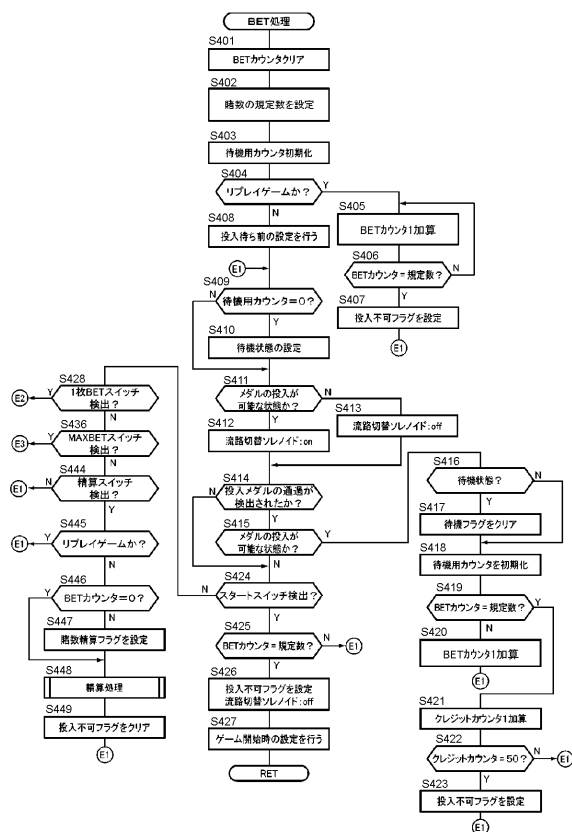 BET処理
S401
BETカウンタクリア
S402
賭数の規定数を設定
S403
待機用カウンタ初期化
S404
リプレイゲームか?
Y
N
S405
BETカウンタ1加算
S406
BETカウンタ=規定数?
N
Y
S407
投入不可フラグを設定
E1
S408
投入待ち前の設定を行う
E1
S409
待機用カウンタ=0?
N
Y
S410
待機状態の設定
S411
メダルの投入が
可能な状態か?
N
Y
S412
流路切替ソレノイド:on
S413
流路切替ソレノイド:off
S414
投入メダルの通過が
検出されたか?
N
Y
S415
メダルの投入が
可能な状態か?
Y
N
S416
待機状態?
N
Y
S417
待機フラグをクリア
S418
待機用カウンタを初期化
S419
BETカウンタ=規定数?
Y
N
S420
BETカウンタ1加算
E1
S421
クレジットカウンタ1加算
S422
クレジットカウンタ=50?
N
E1
Y
S423
投入不可フラグを設定
E1
S424
スタートスイッチ検出?
N
Y
S425
BETカウンタ=規定数?
N
E1
Y
S426
投入不可フラグを設定
流路切替ソレノイド:off
S427
ゲーム開始時の設定を行う
RET
S428
1枚BETスイッチ
検出?
Y
E2
N
S436
MAXBETスイッチ
検出?
Y
E3
N
S444
精算スイッチ
検出?
N
E1
Y
S445
リプレイゲームか?
Y
E1
N
S446
BETカウンタ=0?
Y
N
S447
賭数精算フラグを設定
S448
精算処理
S449
投入不可フラグをクリア
E1